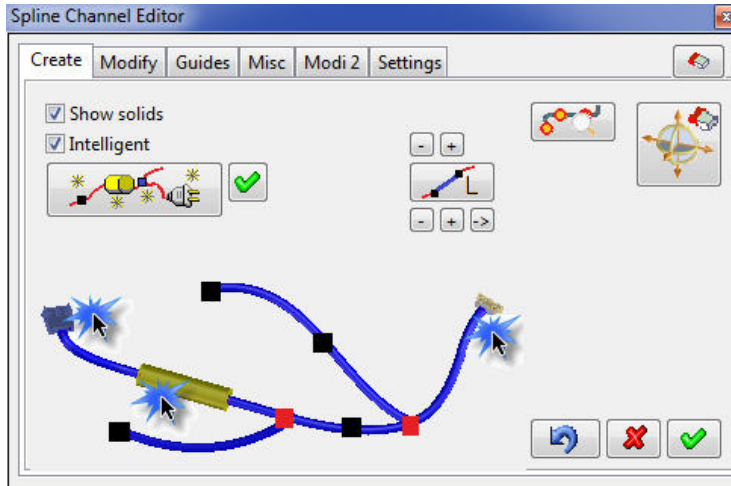 Spline Channel Editor
Create Modify Guides Misc Modi 2 Settings
Show solids
Intelligent
- +
L
- + ->